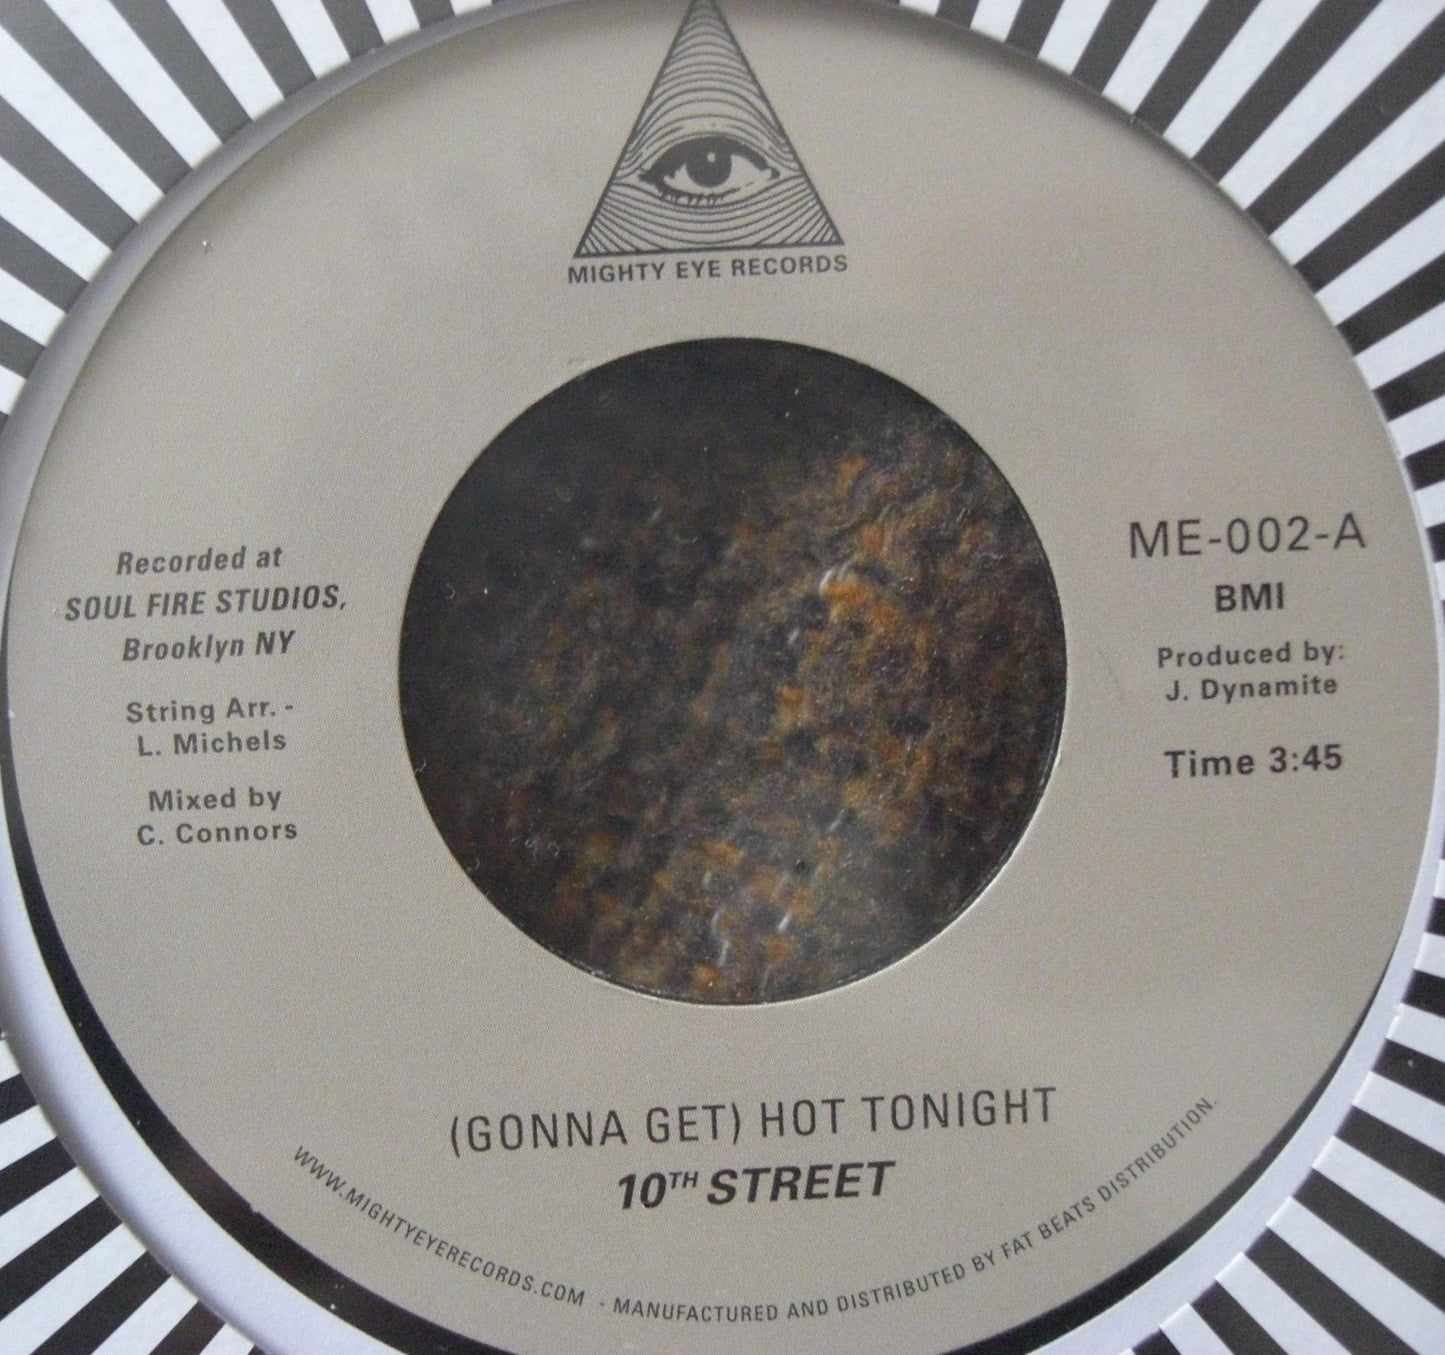 MIGHTY EYE RECORDS
Recorded at
SOUL FIRE STUDIOS,
Brooklyn NY
String Arr. -
L. Michels
Mixed by
C. Connors
ME-002-A
BMI
Produced by:
J. Dynamite
Time 3:45
(GONNA GET) HOT TONIGHT
10TH STREET
WWW.MIGHTYEYERECORDS.COM - MANUFACTURED AND DISTRIBUTED BY FAT BEATS DISTRIBUTION.